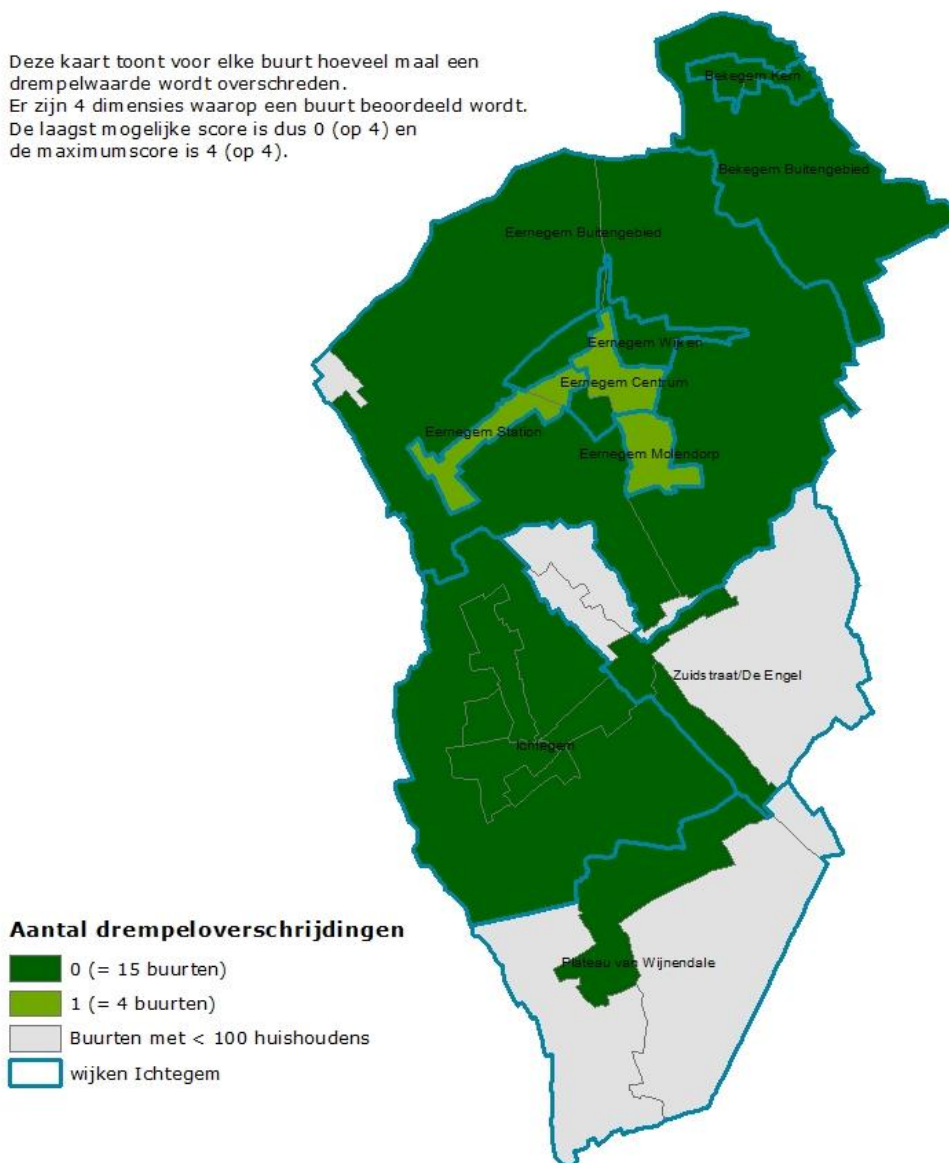 Deze kaart toont voor elke buurt hoeveel maal een
drempelwaarde wordt overschreden.
Er zijn 4 dimensies waarop een buurt beoordeeld wordt.
De laagst mogelijke score is dus 0 (op 4) en
de maximumscore is 4 (op 4).
Bekegem Kern
Bekegem Buitengebied
Eernegem Buitengebied
Eernegem Wijken
Eernegem Centrum
Eernegem Station
Eernegem Molendorp
Zuidstraat/De Engel
Ichtegem
Plateau van Wijnendale
Aantal drempeloverschrijdingen
0 (= 15 buurten)
1 (= 4 buurten)
Buurten met < 100 huishoudens
wijken Ichtegem